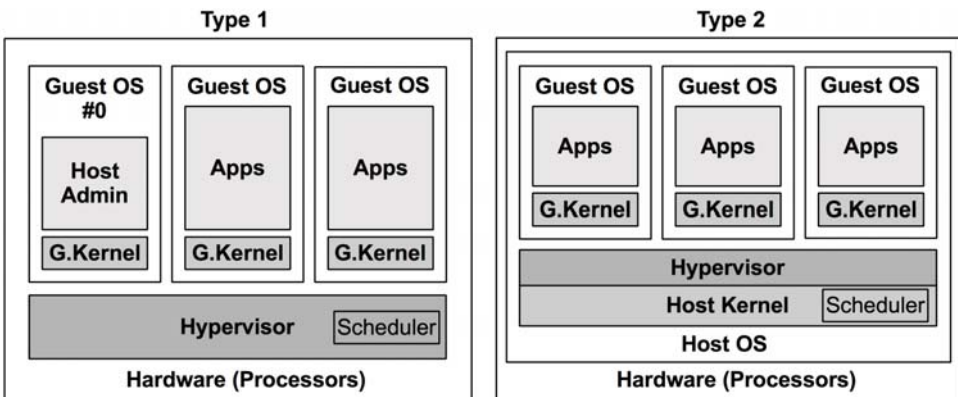 Type 1
Guest OS
#0
Host
Admin
G.Kernel
Guest OS
Apps
G.Kernel
Guest OS
Apps
G.Kernel
Hypervisor
Scheduler
Hardware (Processors)
Type 2
Guest OS
Apps
G.Kernel
Guest OS
Apps
G.Kernel
Guest OS
Apps
G.Kernel
Hypervisor
Host Kernel
Scheduler
Host OS
Hardware (Processors)